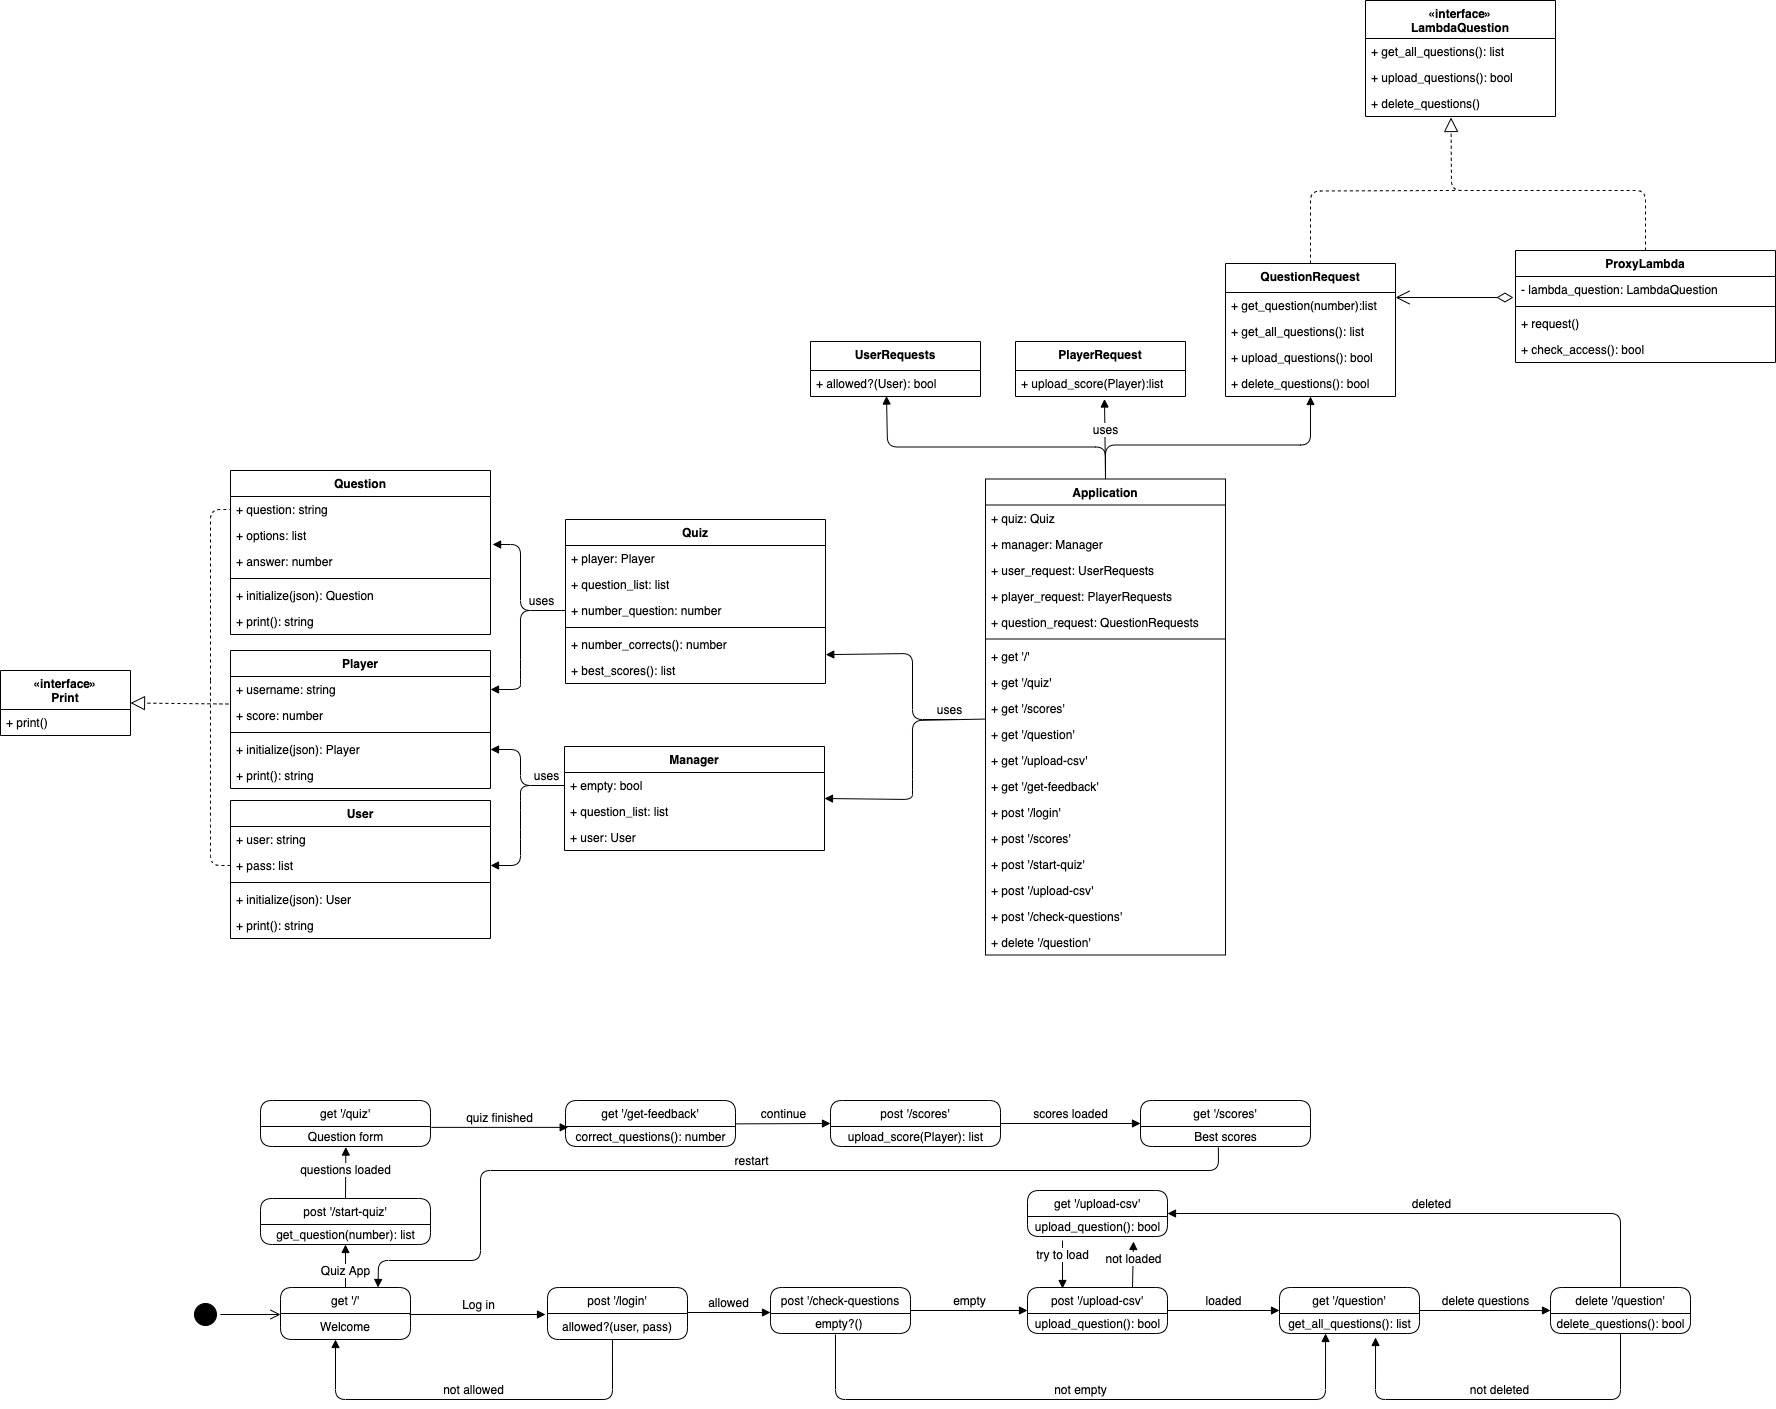 «interface»
LambdaQuestion
+ get_all_questions(): list
+ upload_questions(): bool
+ delete_questions()
QuestionRequest
+ get_question(number):list
+ get_all_questions(): list
+ upload_questions(): bool
+ delete_questions(): bool
ProxyLambda
- lambda_question: LambdaQuestion
+ request()
+ check_access(): bool
UserRequests
+ allowed?(User): bool
PlayerRequest
+ upload_score(Player):list
uses
Question
+ question: string
+ options: list
+ answer: number
+ initialize(json): Question
+ print(): string
Player
+ username: string
+ score: number
+ initialize(json): Player
+ print(): string
User
+ user: string
+ pass: list
+ initialize(json): User
+ print(): string
«interface»
Print
+ print()
uses
uses
Quiz
+ player: Player
+ question_list: list
+ number_question: number
+ number_corrects(): number
+ best_scores(): list
Manager
+ empty: bool
+ question_list: list
+ user: User
uses
Application
+ quiz: Quiz
+ manager: Manager
+ user_request: UserRequests
+ player_request: PlayerRequests
+ question_request: QuestionRequests
+ get '/'
+ get '/quiz'
+ get '/scores'
+ get '/question'
+ get '/upload-csv'
+ get '/get-feedback'
+ post '/login'
+ post '/scores'
+ post '/start-quiz'
+ post '/upload-csv'
+ post '/check-questions'
+ delete '/question'
get '/quiz'
Question form
quiz finished
get '/get-feedback'
correct_questions(): number
continue
post '/scores'
upload_score(Player): list
scores loaded
get '/scores'
Best scores
restart
questions loaded
post '/start-quiz'
get_question(number): list
Quiz App
get '/'
Welcome
Log in
post '/login'
allowed?(user, pass)
not allowed
allowed
post '/check-questions
empty?()
empty
not empty
get '/upload-csv'
upload_question(): bool
try to load
not loaded
post '/upload-csv'
upload_question(): bool
loaded
get '/question'
get_all_questions(): list
delete questions
delete '/question'
delete_questions(): bool
deleted
not deleted